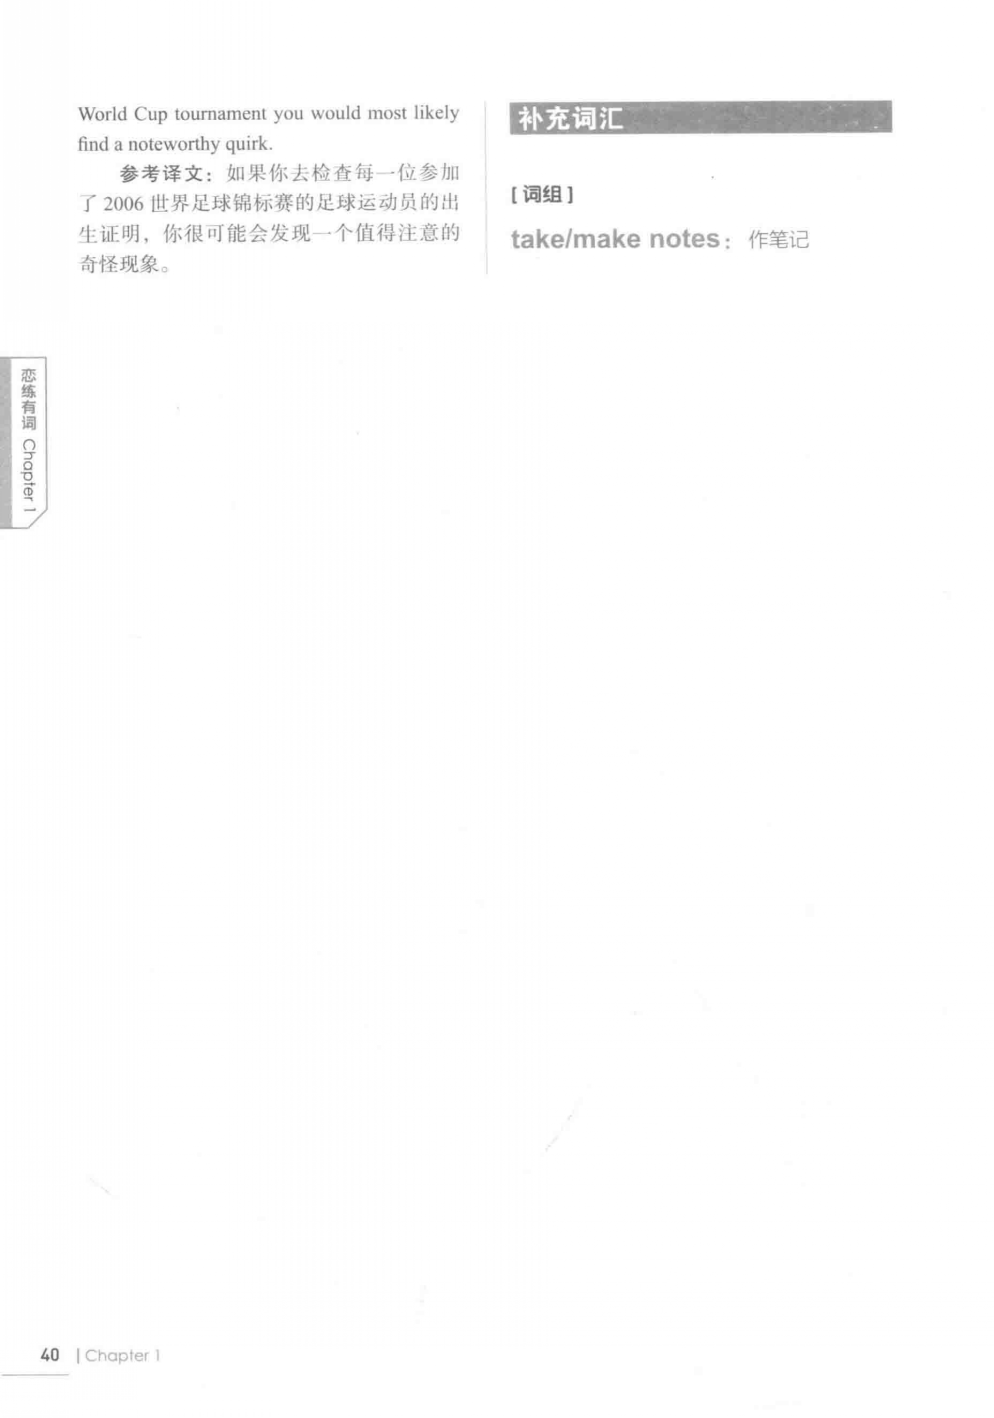 World Cup tournament you would most likely
find a noteworthy quirk.
参考译文：如果你去检查每一位参加
了 2006 世界足球锦标赛的足球运动员的出
生证明，你很可能会发现一个值得注意的
奇怪现象。
补充词汇
[词组]
take/make notes：作笔记
恋练有词 Chapter 1
40 | Chapter 1